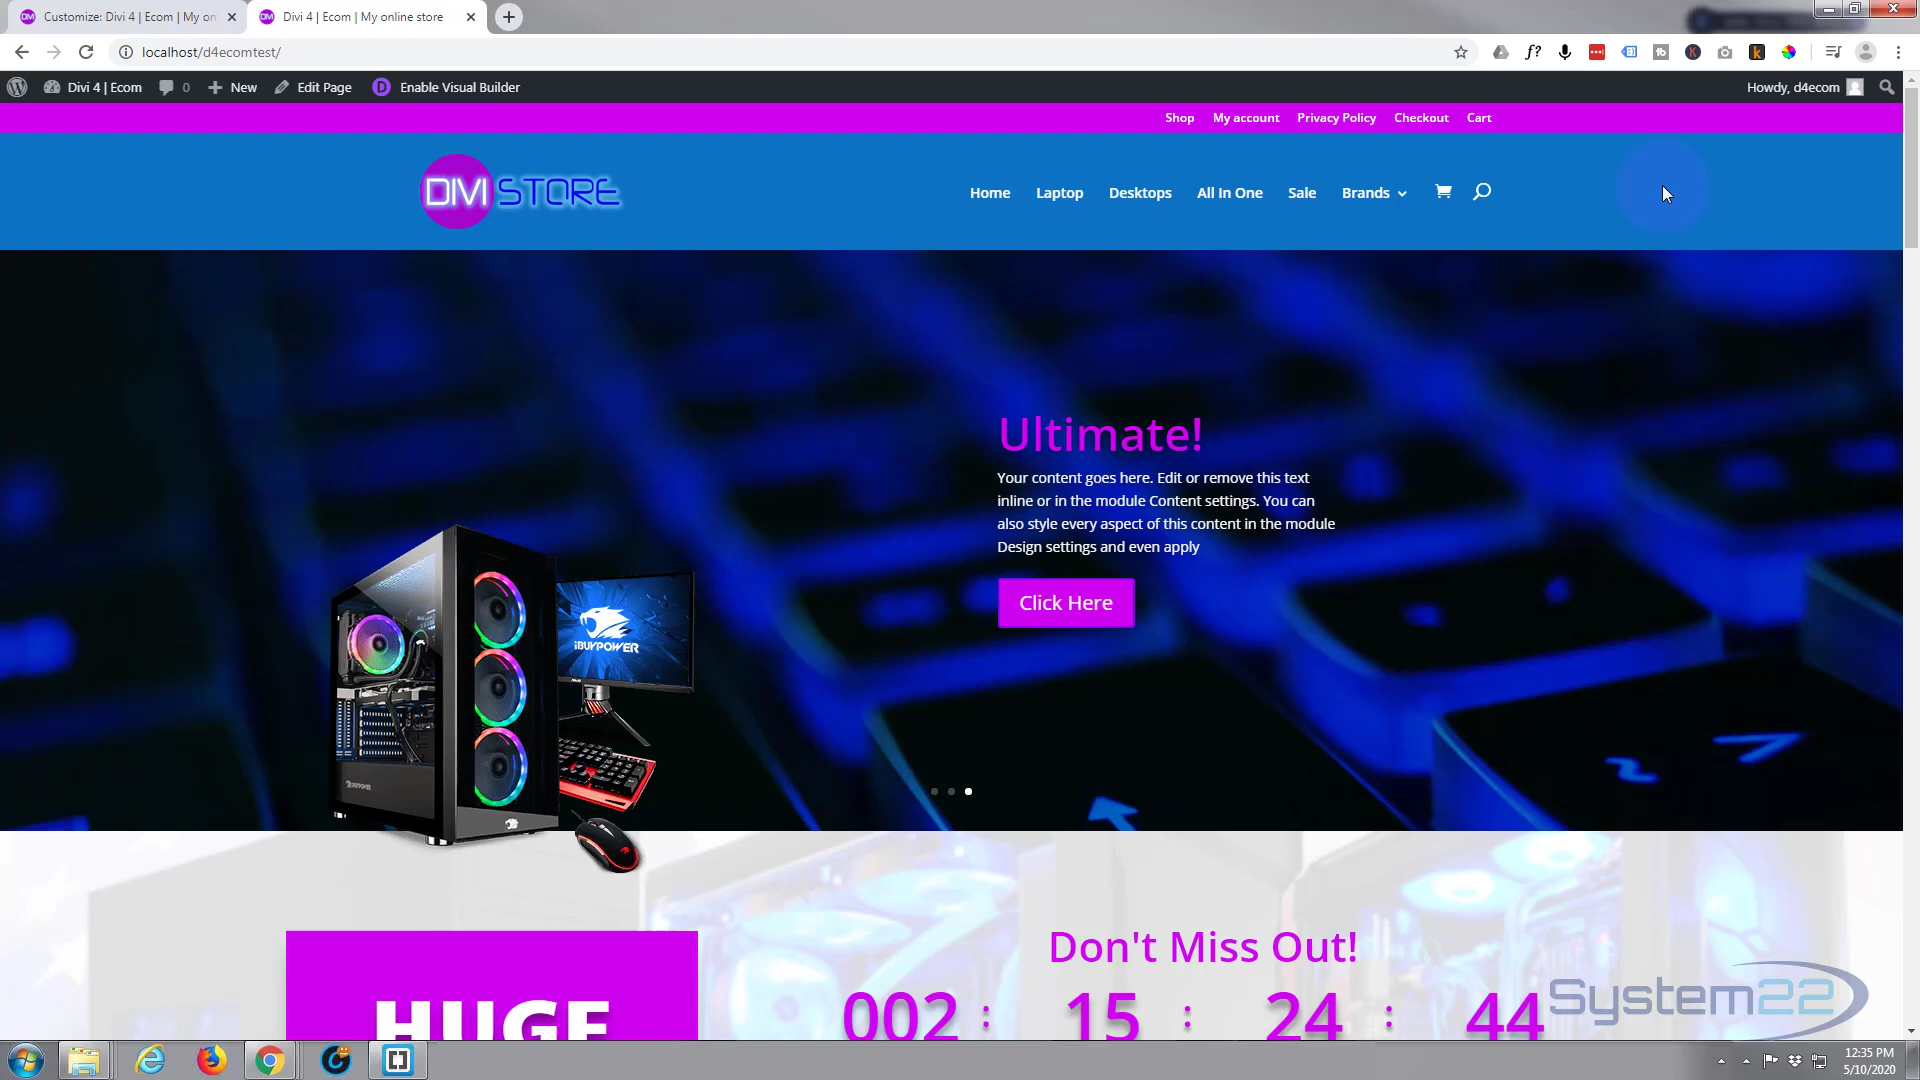 Customize: Divi 4 | Ecom | My onl
Divi 4 | Ecom | My online store
localhost/d4ecomtest/
Divi 4 | Ecom
0
New
Edit Page
D
Enable Visual Builder
Howdy, d4ecom
Shop
My account
Privacy Policy
Checkout
Cart
DIVI STORE
Home
Laptop
Desktops
All In One
Sale
Brands
Ultimate!
Your content goes here. Edit or remove this text
inline or in the module Content settings. You can
also style every aspect of this content in the module
Design settings and even apply
Click Here
iBUYPOWER
Z
Don't Miss Out!
HUGE
002 : 15 : 24 : 44
System22
12:35 PM
5/10/2020